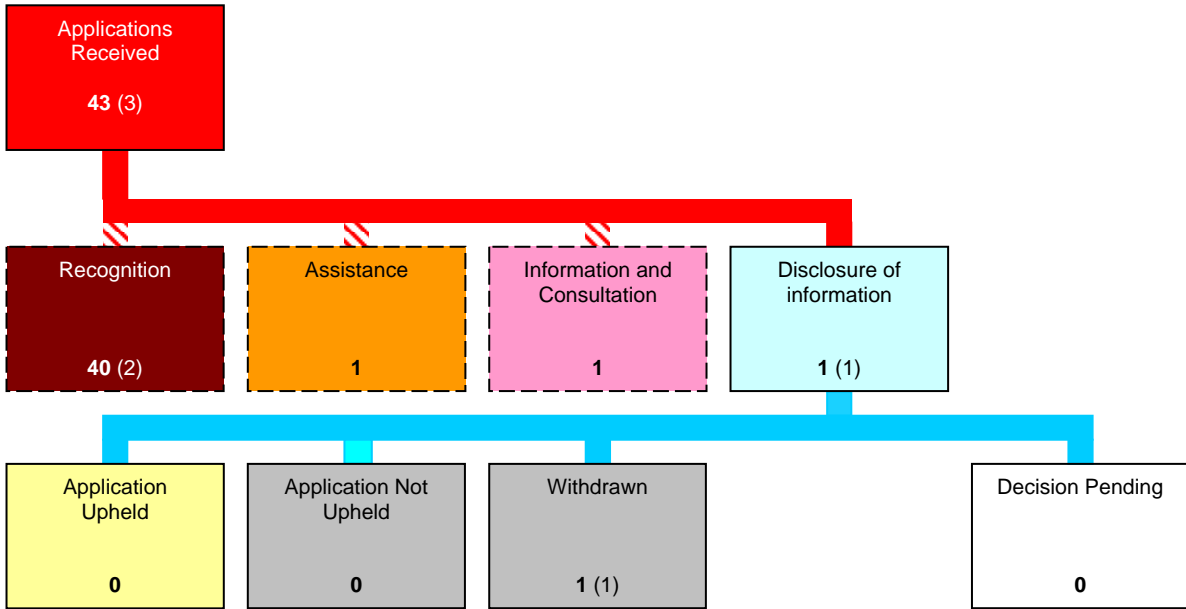 Applications
Received
43 (3)
Recognition
40 (2)
Assistance
1
Information and
Consultation
1
Disclosure of
information
1 (1)
Application
Upheld
0
Application Not
Upheld
0
Withdrawn
1 (1)
Decision Pending
0